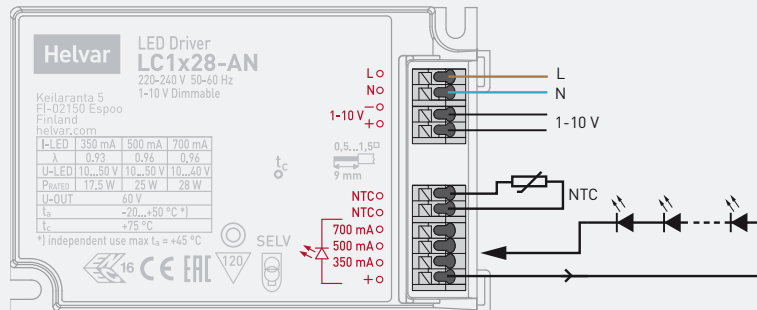 Helvar
LED Driver
LC1x28-AN
220-240 V 50-60 Hz
1-10 V Dimmable
Keilaranta 5
FI-02150 Espoo
Finland
helvar.com
I-LED 350 mA 500 mA 700 mA
λ 0.93 0.96 0,96
U-LED 10...50 V 10...50 V 10...40 V
PRATED 17.5 W 25 W 28 W
U-OUT 60 V
ta -20...+50 °C *)
tc +75 °C
*) independent use max ta = +45 °C
16
CE
EAC
120
SELV
tc
0,5...1,5
9 mm
L
N
1-10 V
−
+
NTC
NTC
700 mA
500 mA
350 mA
+
L
N
1-10 V
NTC